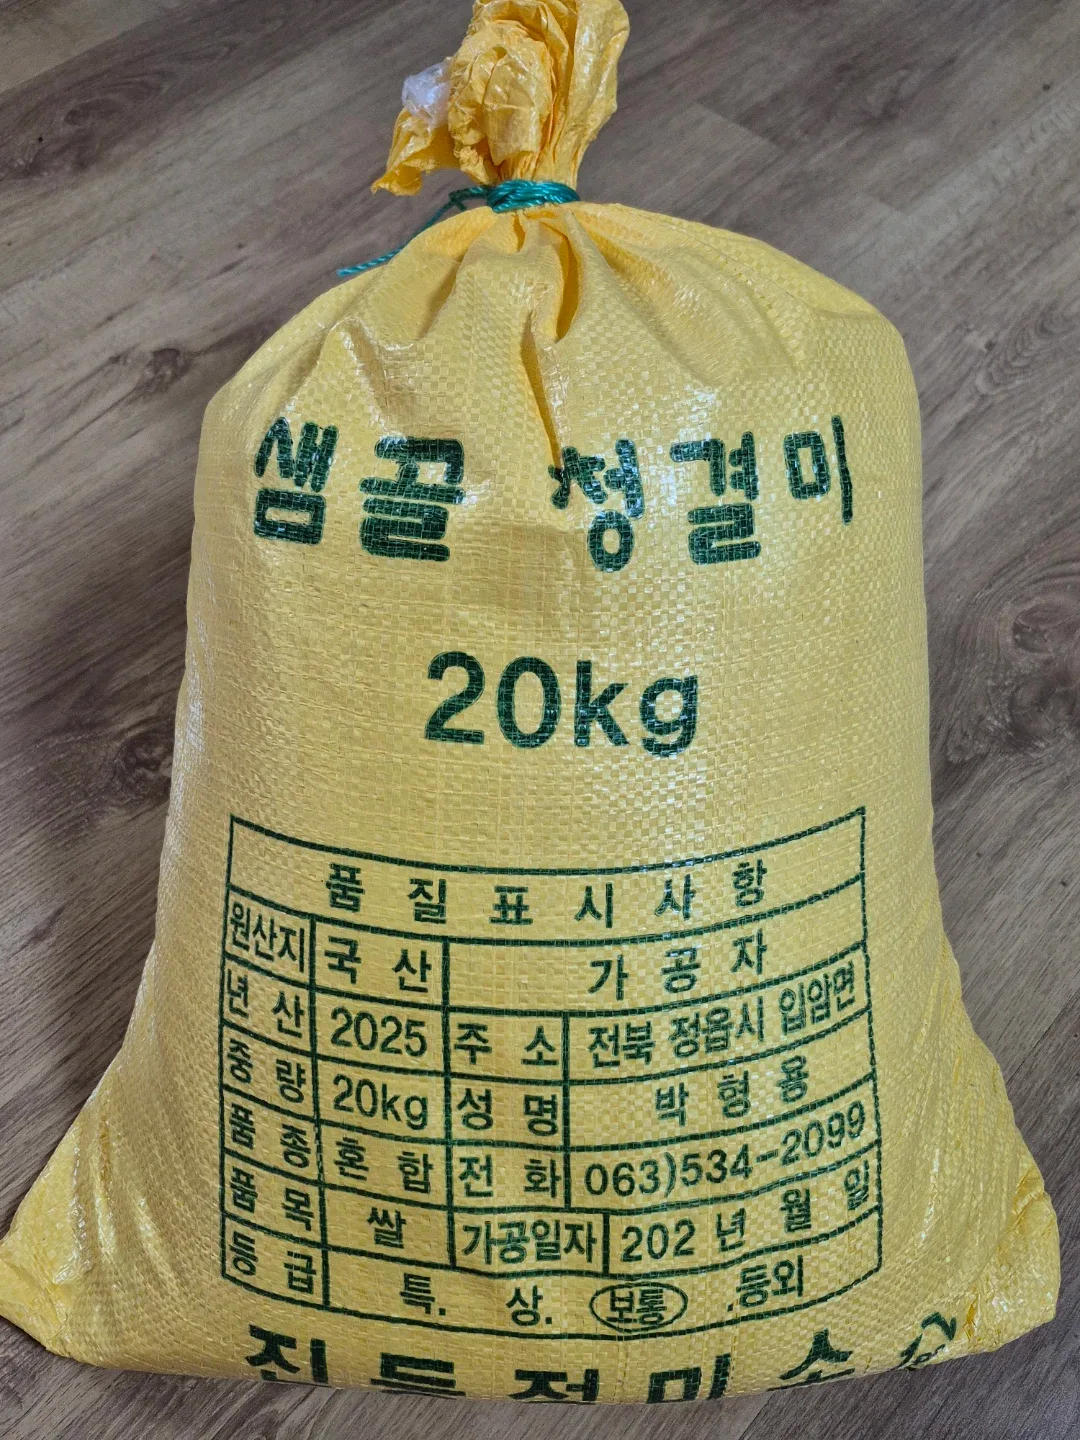 샘골 청결미
20kg
품질표시사항
원산지 국산 가공자
년산 2025 주소 전북 정읍시 입암면
중량 20kg 성명 박형용
품종 혼합 전화 063)534-2099
품목 쌀 가공일자 202 년 월 일
등급 특. 상. 보통 .등외
정미소